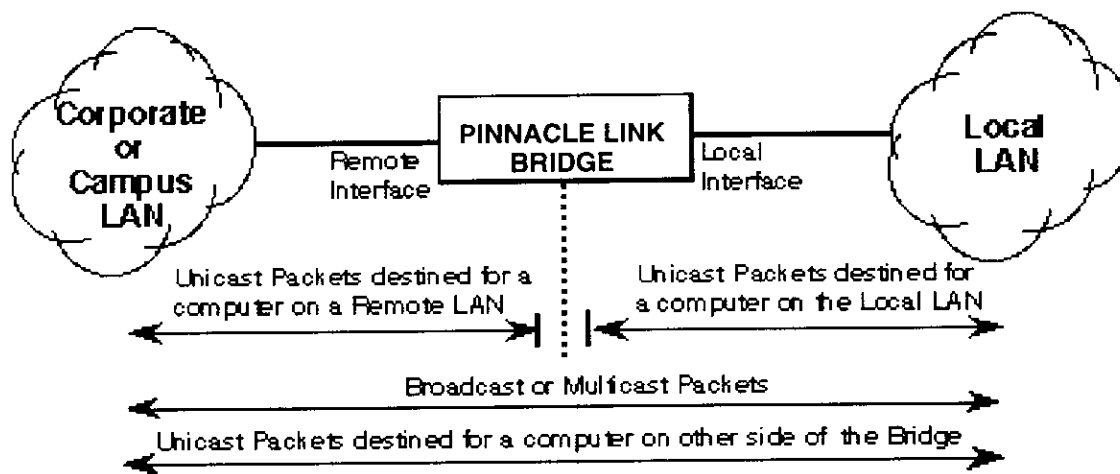 Corporate
or
Campus
LAN
Remote
Interface
PINNACLE LINK
BRIDGE
Local
Interface
Local
LAN
Unicast Packets destined for a
computer on a Remote LAN
Unicast Packets destined for
a computer on the Local LAN
Broadcast or Multicast Packets
Unicast Packets destined for a computer on other side of the Bridge